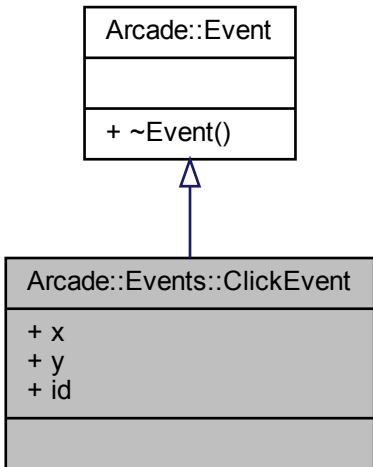 Arcade::Event
+ ~Event()
Arcade::Events::ClickEvent
+ x
+ y
+ id